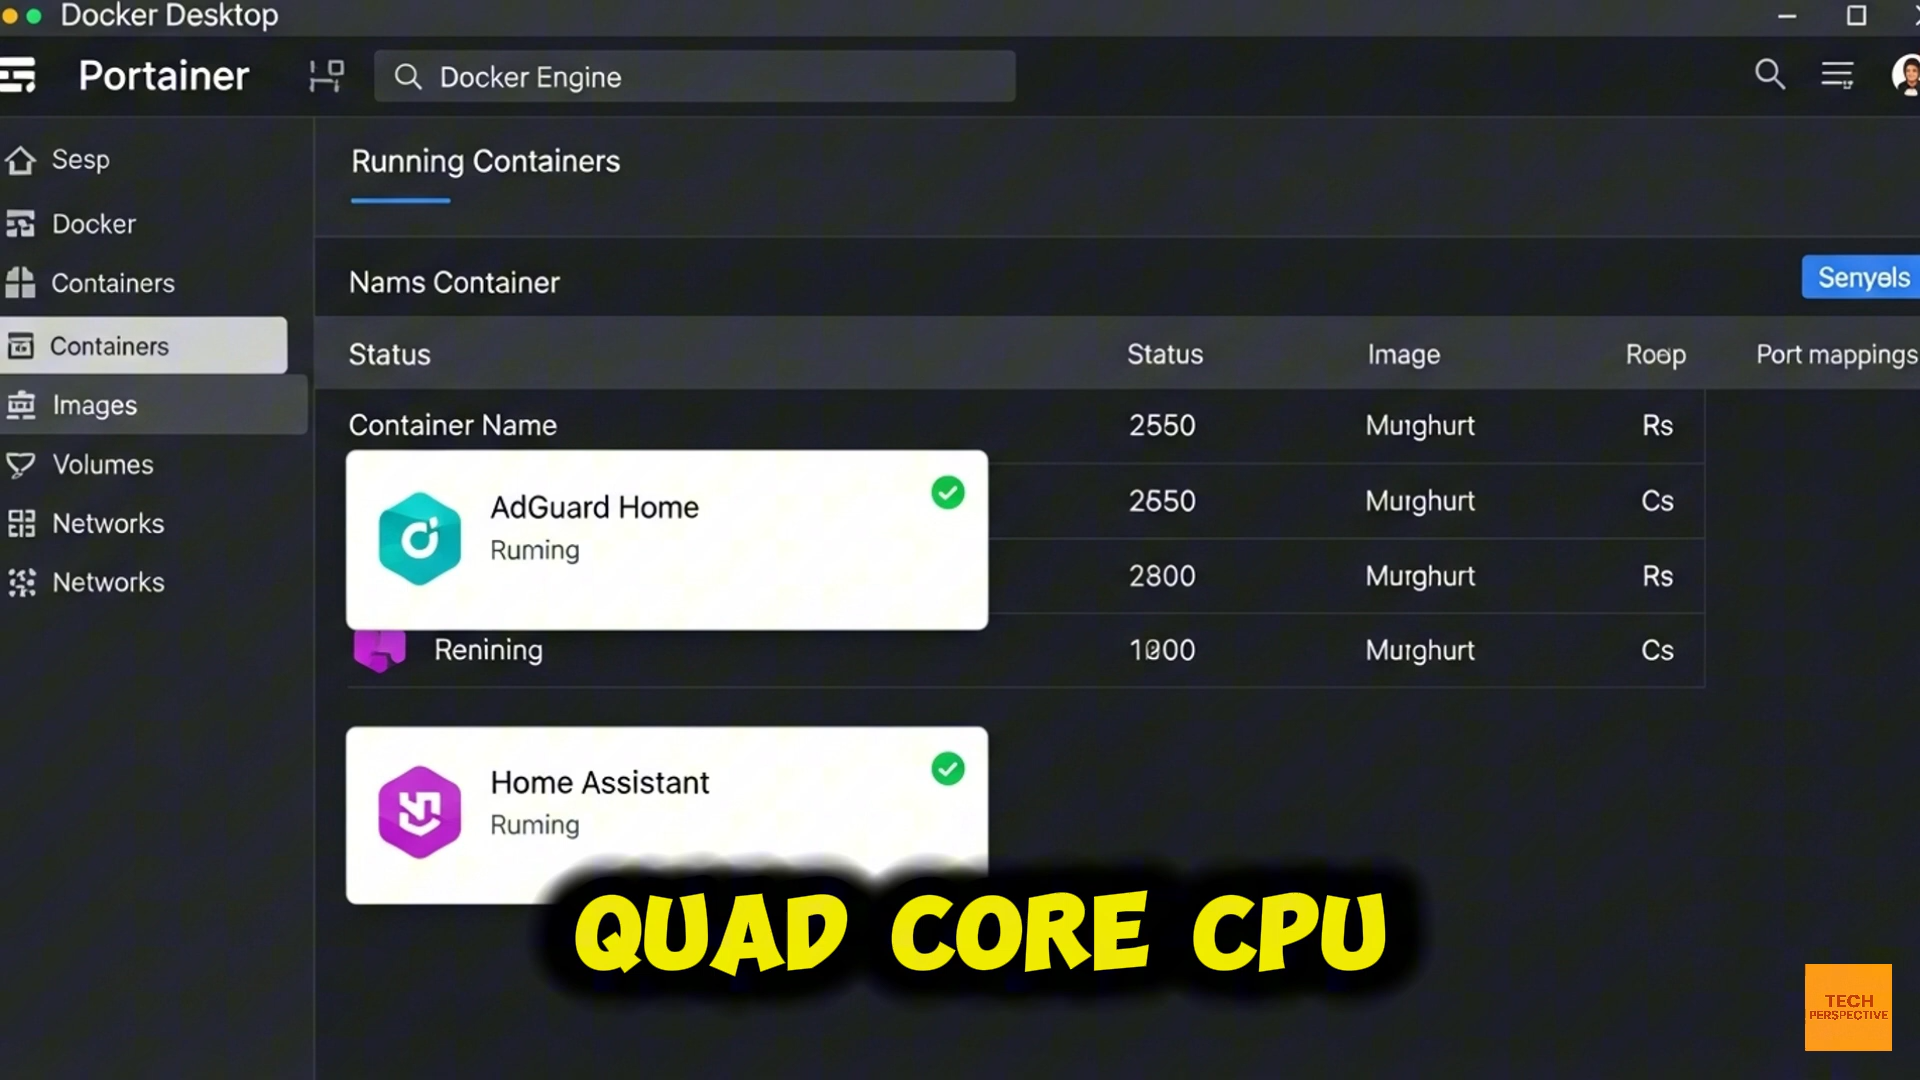 Docker Desktop
Portainer
Docker Engine
Sesp
Docker
Containers
Containers
Images
Volumes
Networks
Networks
Running Containers
Nams Container
Senyels
Status Status Image Roop Port mappings
Container Name 2550 Murghurt Rs
AdGuard Home
Ruming
2650 Murghurt Cs
2800 Murghurt Rs
Renining Murghurt Cs
Home Assistant
Ruming
QUAD CORE CPU
TECH
PERSPECTIVE